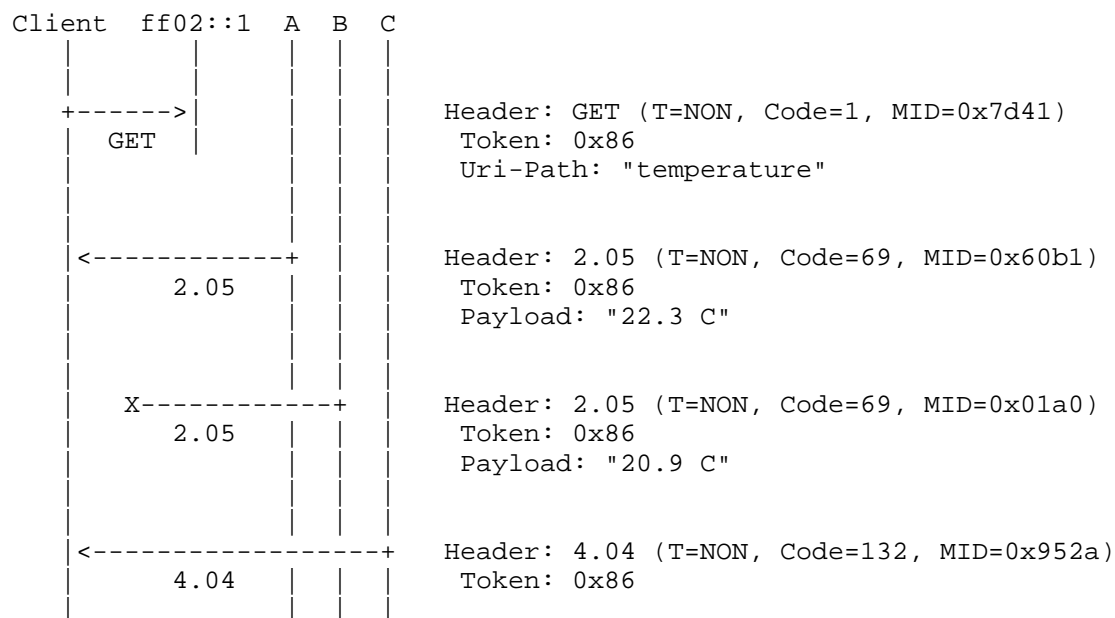 Client ff02::1 A B C
Header: GET (T=NON, Code=1, MID=0x7d41)
GET Token: 0x86
Uri-Path: "temperature"
Header: 2.05 (T=NON, Code=69, MID=0x60b1)
2.05 Token: 0x86
Payload: "22.3 C"
X Header: 2.05 (T=NON, Code=69, MID=0x01a0)
2.05 Token: 0x86
Payload: "20.9 C"
Header: 4.04 (T=NON, Code=132, MID=0x952a)
4.04 Token: 0x86